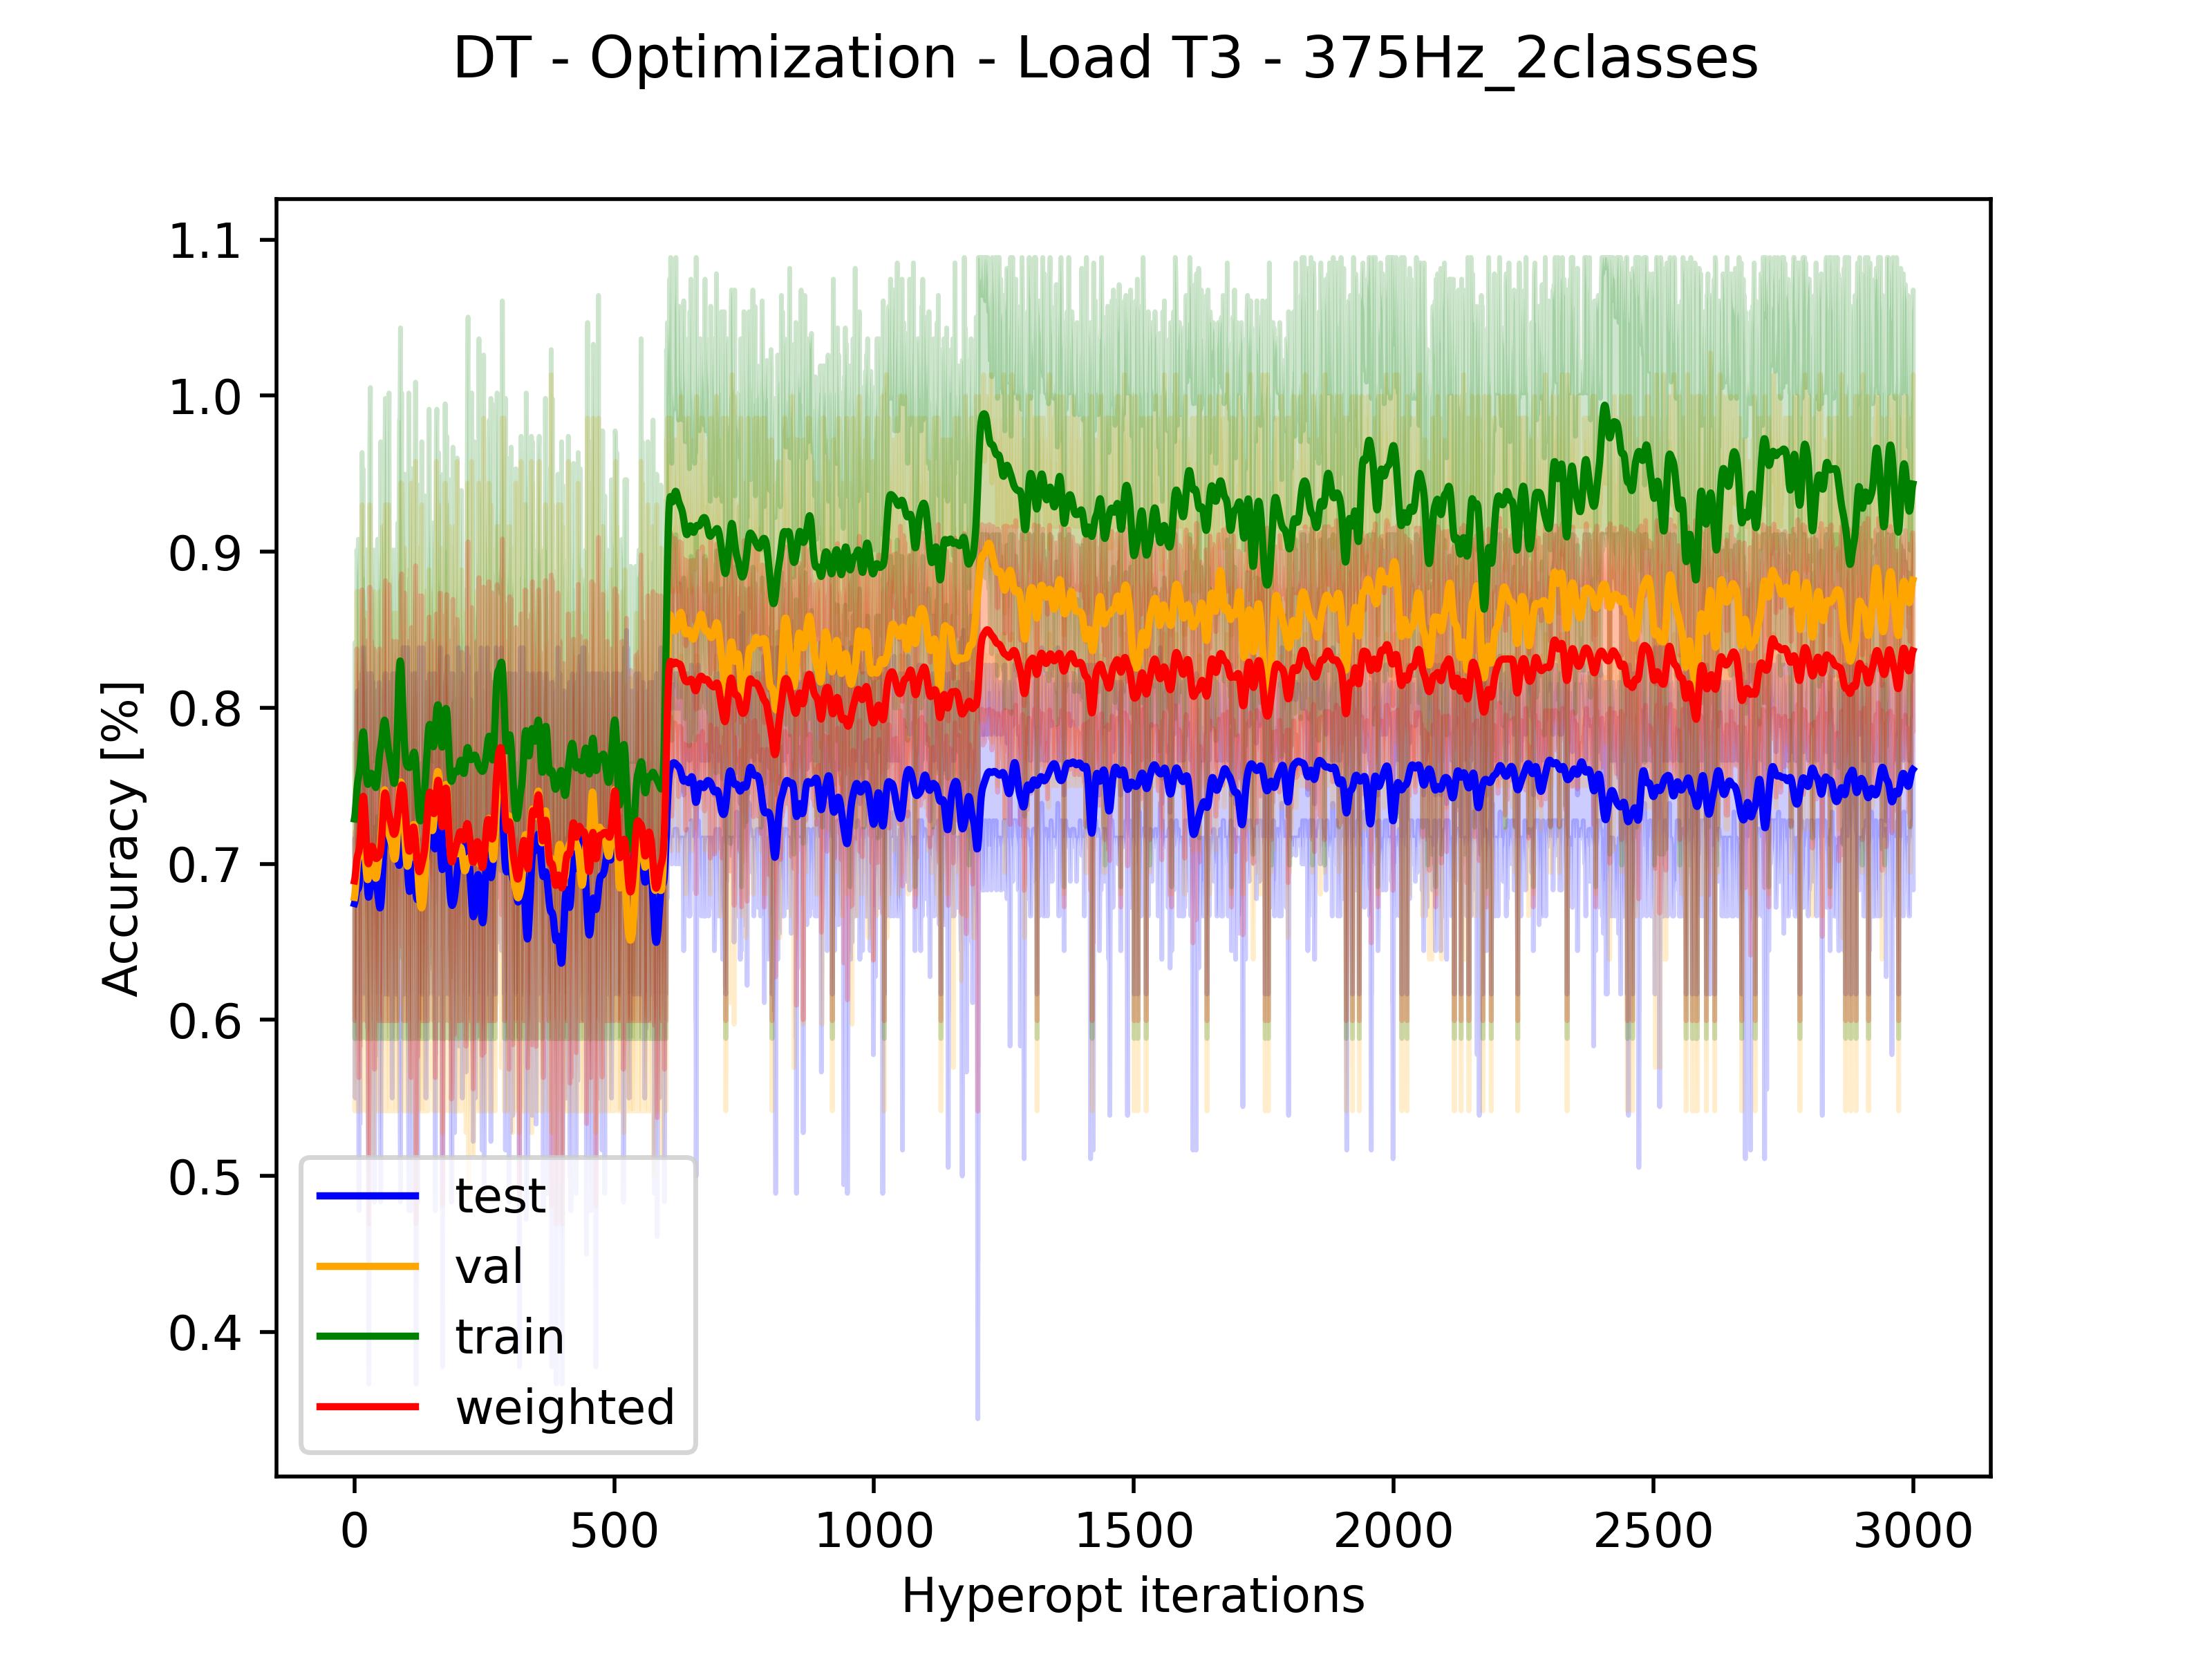 DT - Optimization - Load T3 - 375Hz_2classes
1.1
1.0
0.9
0.8
0.7
0.6
0.5
0.4
Accuracy [%]
test
val
train
weighted
0 500 1000 1500 2000 2500 3000
Hyperopt iterations